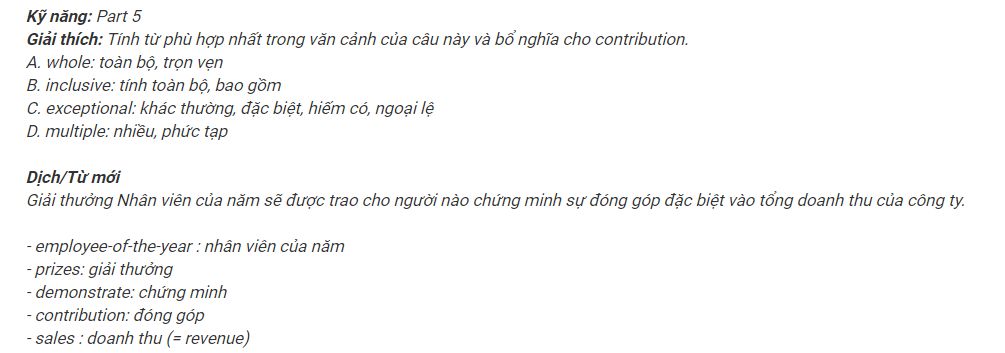 Kỹ năng: Part 5
Giải thích: Tính từ phù hợp nhất trong văn cảnh của câu này và bổ nghĩa cho contribution.
A. whole: toàn bộ, trọn vẹn
B. inclusive: tính toàn bộ, bao gồm
C. exceptional: khác thường, đặc biệt, hiếm có, ngoại lệ
D. multiple: nhiều, phức tạp
Dịch/Từ mới
Giải thưởng Nhân viên của năm sẽ được trao cho người nào chứng minh sự đóng góp đặc biệt vào tổng doanh thu của công ty.
- employee-of-the-year : nhân viên của năm
- prizes: giải thưởng
- demonstrate: chứng minh
- contribution: đóng góp
- sales : doanh thu (= revenue)